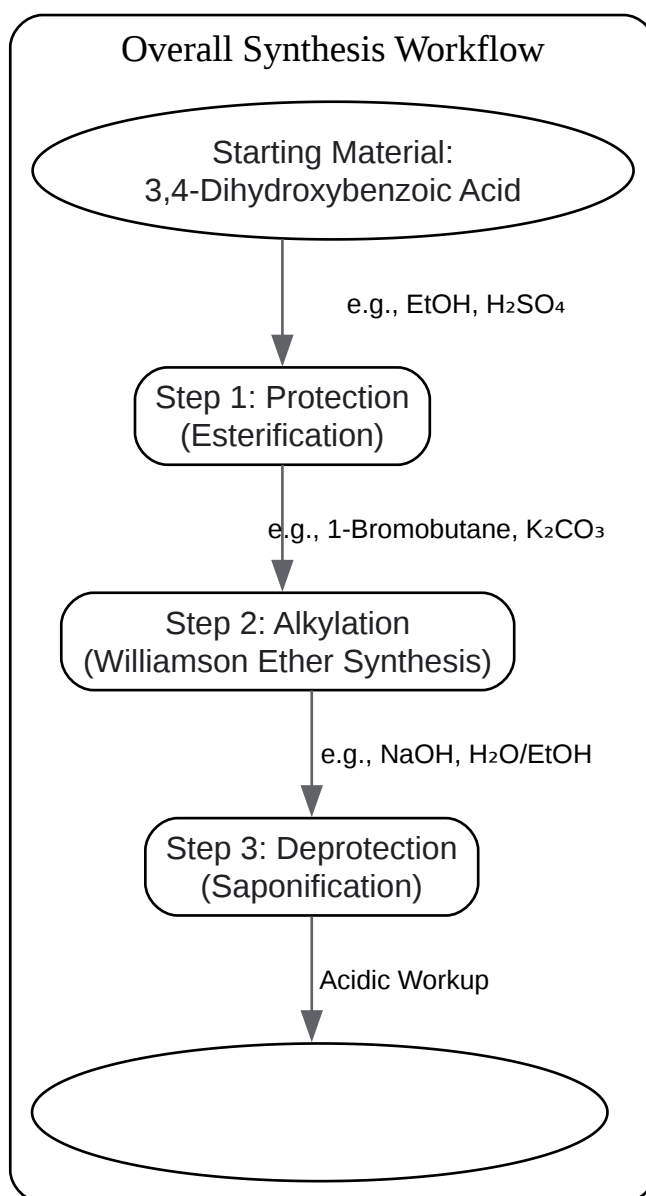 Overall Synthesis Workflow
Starting Material:
3,4-Dihydroxybenzoic Acid
e.g., EtOH, H₂SO₄
Step 1: Protection
(Esterification)
e.g., 1-Bromobutane, K₂CO₃
Step 2: Alkylation
(Williamson Ether Synthesis)
e.g., NaOH, H₂O/EtOH
Step 3: Deprotection
(Saponification)
Acidic Workup